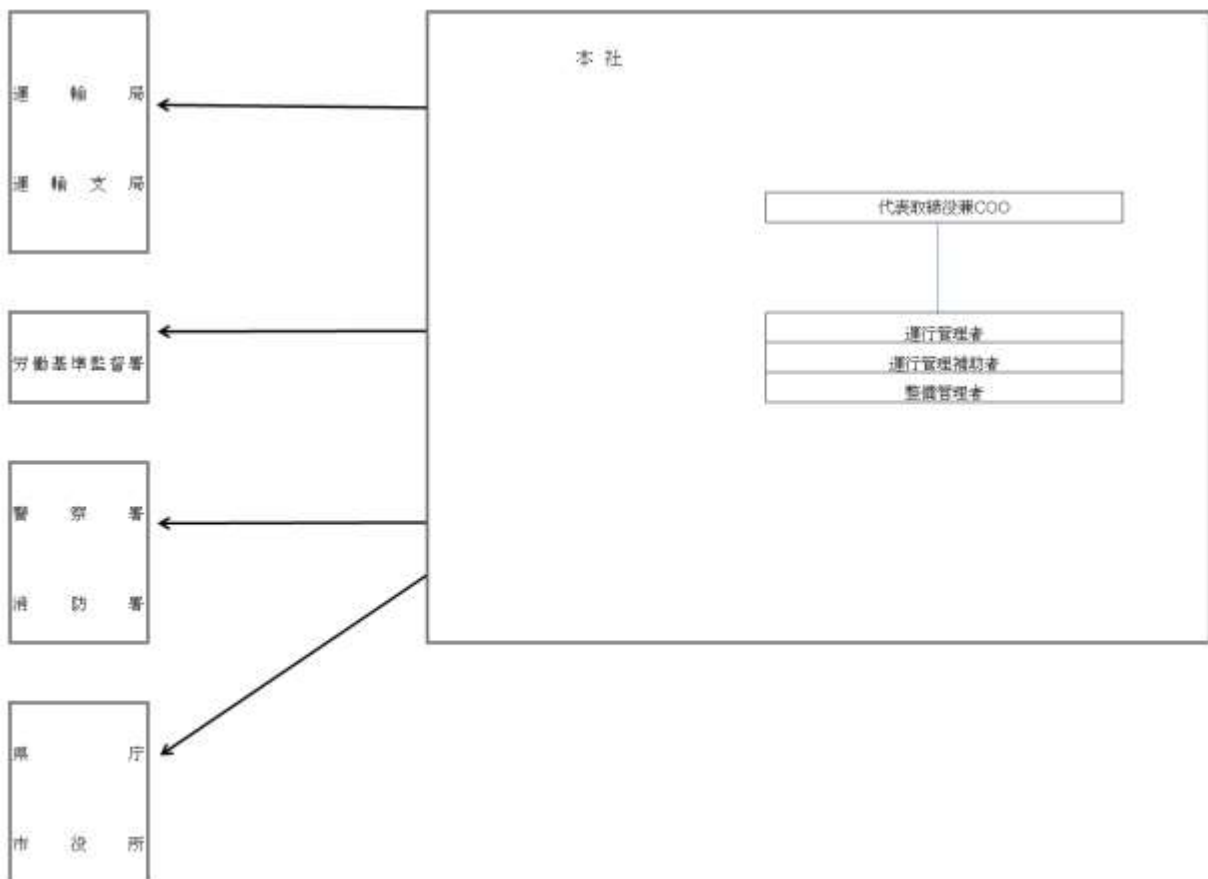 本社
運輸局
運輸支局
代表取締役兼COO
運行管理者
運行管理補助者
整備管理者
労働基準監督署
警察署
消防署
県庁
市役所